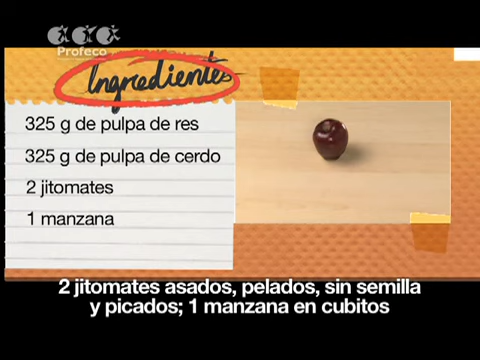 Profeco
Ingredientes
325 g de pulpa de res
325 g de pulpa de cerdo
2 jitomates
1 manzana
2 jitomates asados, pelados, sin semilla
y picados; 1 manzana en cubitos